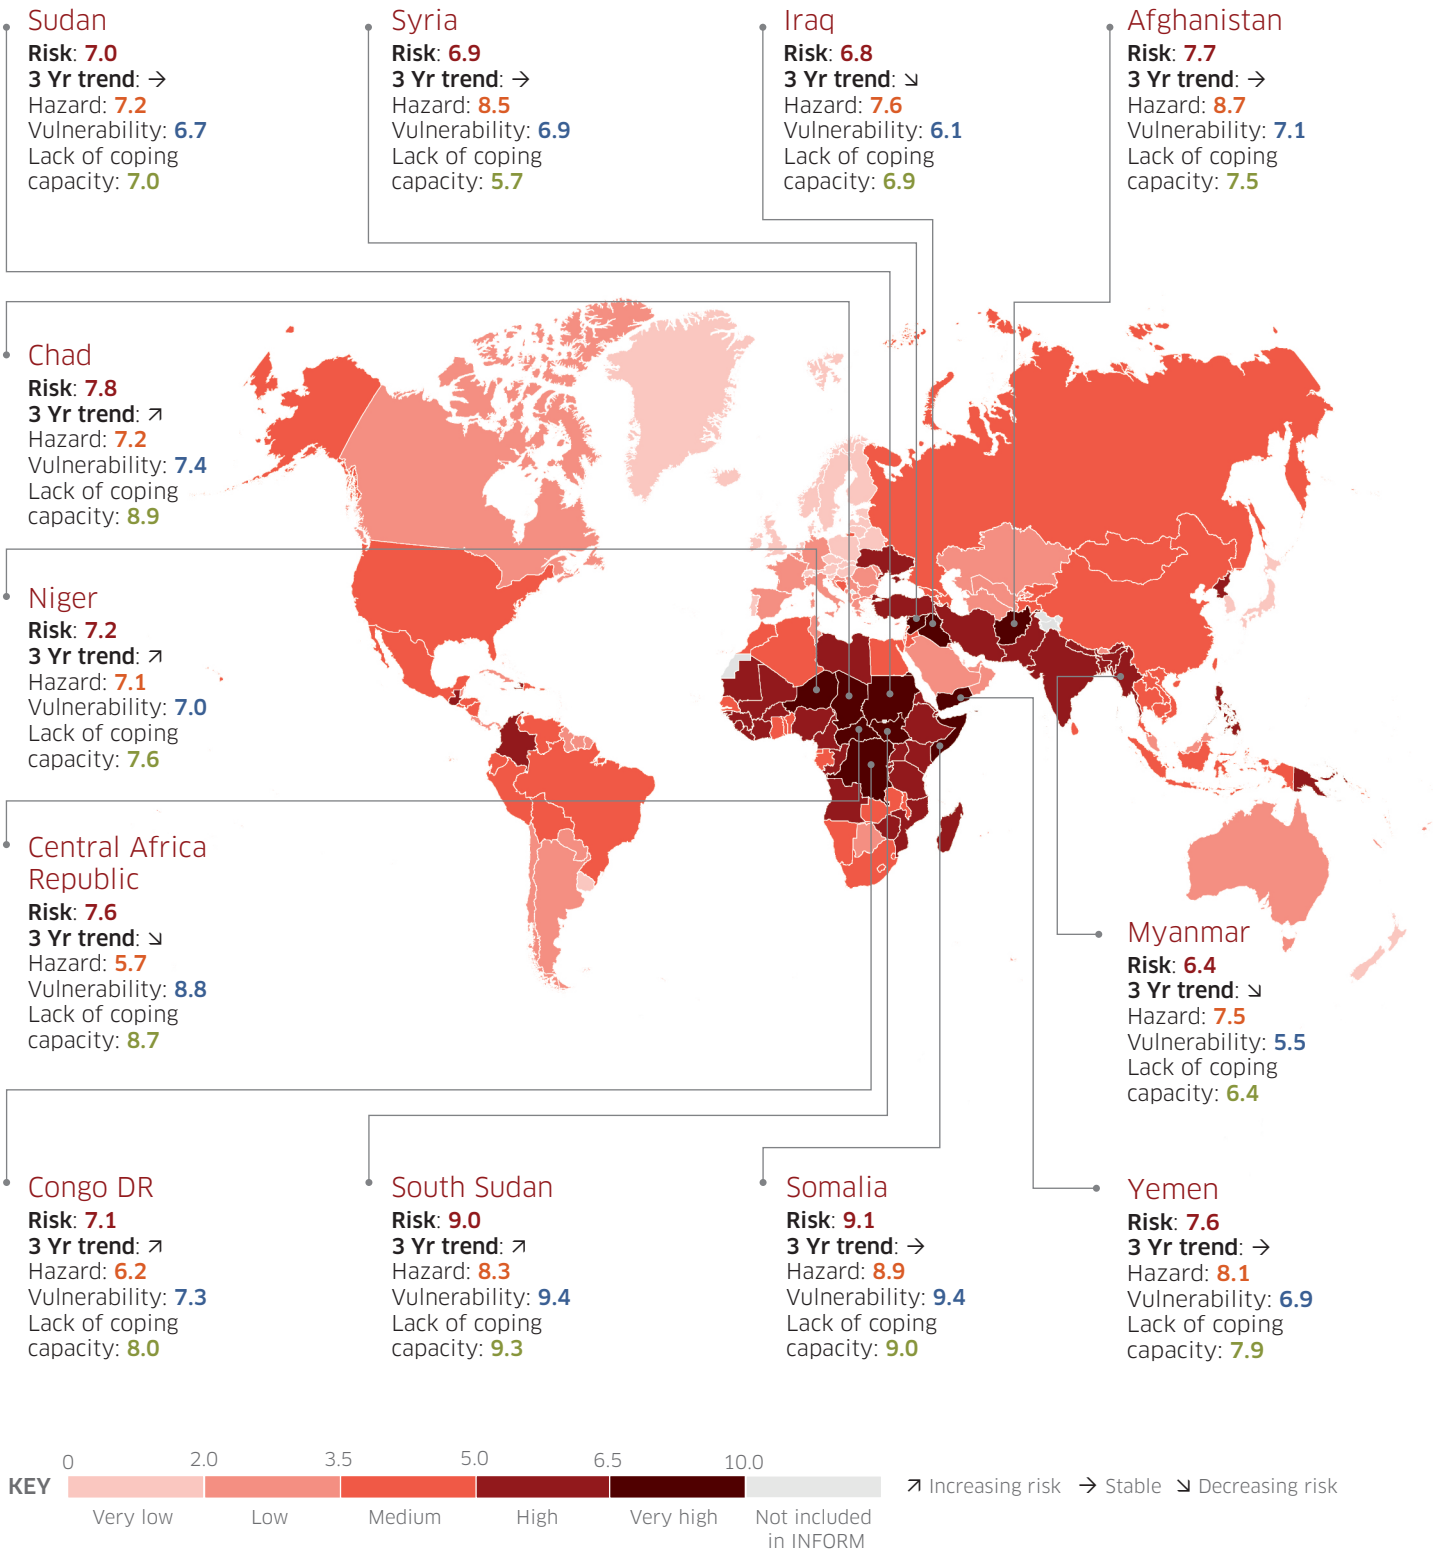 Sudan
Risk: 7.0
3 Yr trend: →
Hazard: 7.2
Vulnerability: 6.7
Lack of coping
capacity: 7.0
Syria
Risk: 6.9
3 Yr trend: →
Hazard: 8.5
Vulnerability: 6.9
Lack of coping
capacity: 5.7
Iraq
Risk: 6.8
3 Yr trend: ↘
Hazard: 7.6
Vulnerability: 6.1
Lack of coping
capacity: 6.9
Afghanistan
Risk: 7.7
3 Yr trend: →
Hazard: 8.7
Vulnerability: 7.1
Lack of coping
capacity: 7.5
Chad
Risk: 7.8
3 Yr trend: ↗
Hazard: 7.2
Vulnerability: 7.4
Lack of coping
capacity: 8.9
Niger
Risk: 7.2
3 Yr trend: ↗
Hazard: 7.1
Vulnerability: 7.0
Lack of coping
capacity: 7.6
Central Africa
Republic
Risk: 7.6
3 Yr trend: ↘
Hazard: 5.7
Vulnerability: 8.8
Lack of coping
capacity: 8.7
Myanmar
Risk: 6.4
3 Yr trend: ↘
Hazard: 7.5
Vulnerability: 5.5
Lack of coping
capacity: 6.4
Congo DR
Risk: 7.1
3 Yr trend: ↗
Hazard: 6.2
Vulnerability: 7.3
Lack of coping
capacity: 8.0
South Sudan
Risk: 9.0
3 Yr trend: ↗
Hazard: 8.3
Vulnerability: 9.4
Lack of coping
capacity: 9.3
Somalia
Risk: 9.1
3 Yr trend: →
Hazard: 8.9
Vulnerability: 9.4
Lack of coping
capacity: 9.0
Yemen
Risk: 7.6
3 Yr trend: →
Hazard: 8.1
Vulnerability: 6.9
Lack of coping
capacity: 7.9
0 2.0 3.5 5.0 6.5 10.0
KEY
↗ Increasing risk → Stable ↘ Decreasing risk
Very low Low Medium High Very high Not included
in INFORM